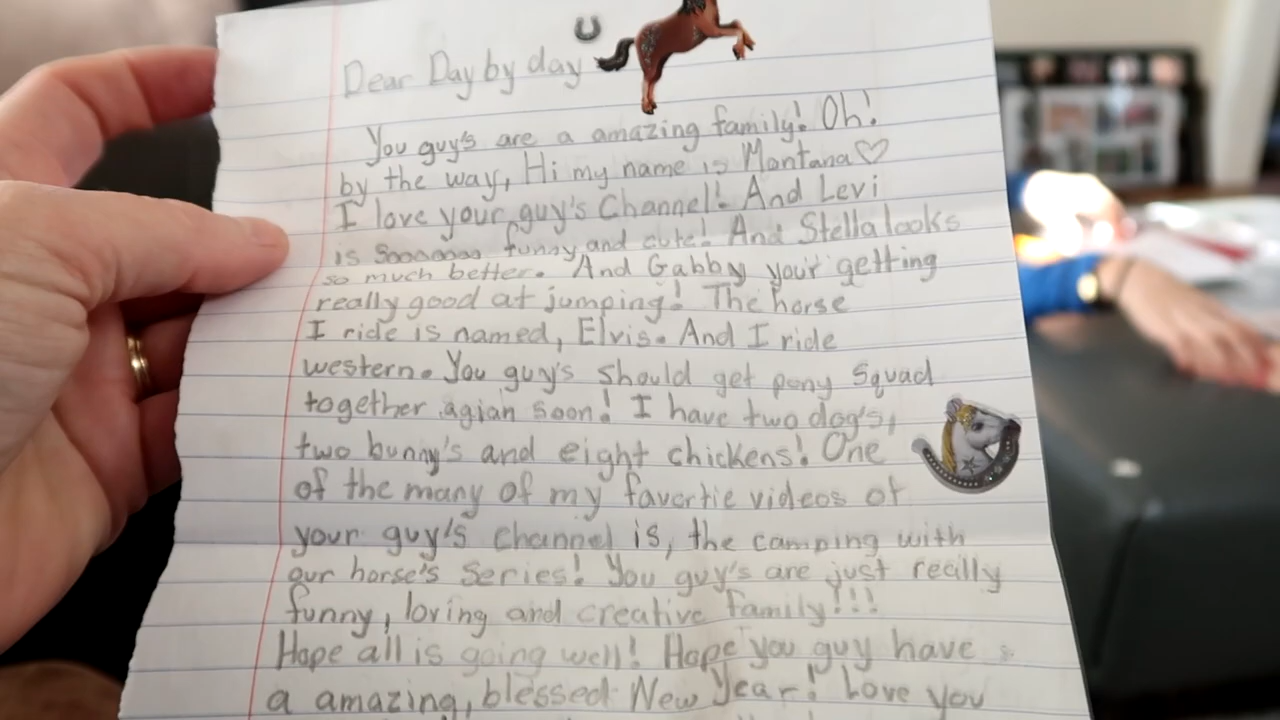 Dear Day by day
You guy's are a amazing family! Oh!
by the way, Hi my name is Montana♡
I love your guy's Channel! And Levi
is Sooooooo funny and cute! And Stella looks
so much better. And Gabby your getting
really good at jumping! The horse
I ride is named, Elvis. And I ride
western. You guy's should get pony Squad
together agian soon! I have two dog's,
two bunny's and eight chickens! One
of the many of my favortie videos of
your guy's Channel is, the camping with
our horse's Series! You guy's are just really
funny, loving and creative family!!!
Hope all is going well! Hope you guy have
a amazing, blessed New Year! Love you